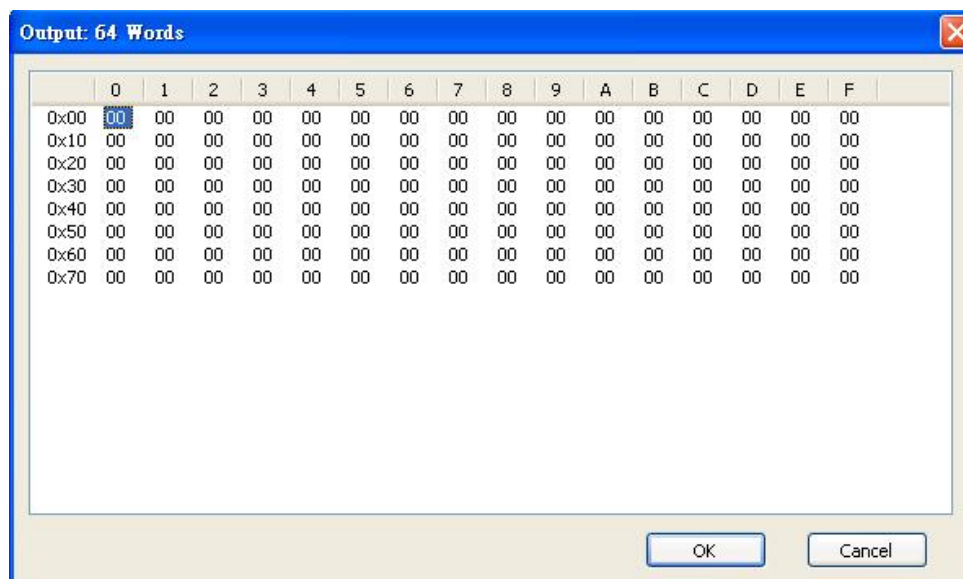 Output: 64 Words
0 1 2 3 4 5 6 7 8 9 A B C D E F
0x00 00 00 00 00 00 00 00 00 00 00 00 00 00 00 00 00
0x10 00 00 00 00 00 00 00 00 00 00 00 00 00 00 00 00
0x20 00 00 00 00 00 00 00 00 00 00 00 00 00 00 00 00
0x30 00 00 00 00 00 00 00 00 00 00 00 00 00 00 00 00
0x40 00 00 00 00 00 00 00 00 00 00 00 00 00 00 00 00
0x50 00 00 00 00 00 00 00 00 00 00 00 00 00 00 00 00
0x60 00 00 00 00 00 00 00 00 00 00 00 00 00 00 00 00
0x70 00 00 00 00 00 00 00 00 00 00 00 00 00 00 00 00
OK Cancel